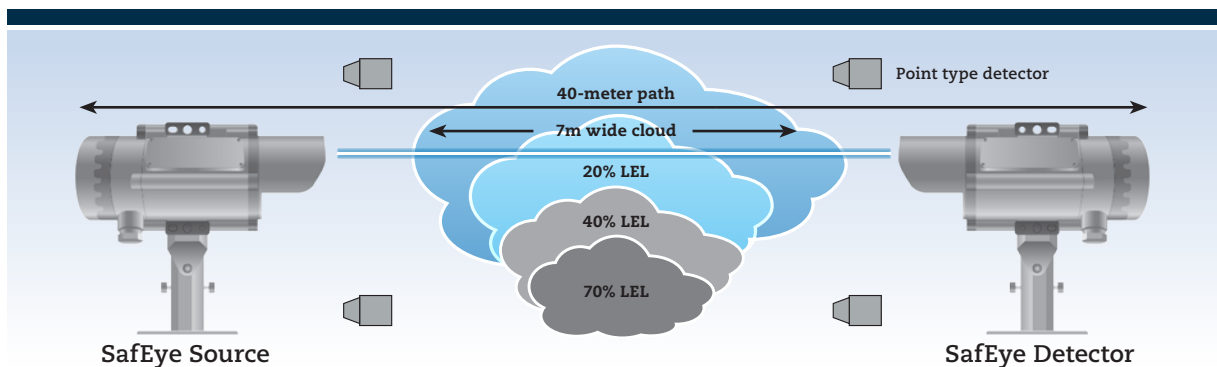 Point type detector
40-meter path
7m wide cloud
20% LEL
40% LEL
70% LEL
SafEye Source
SafEye Detector